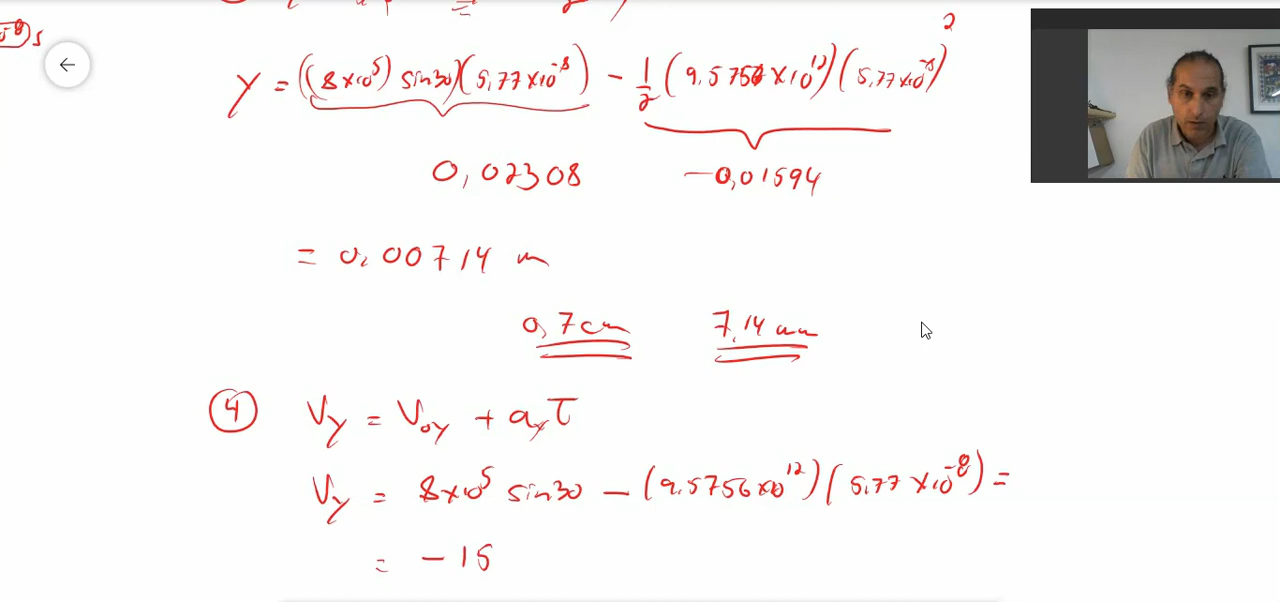 s
Y = ((8×10⁵) sin30)(5,77×10⁻⁸) − 1/2 (9,5756×10¹²)(5,77×10⁻⁸)²
0,02308 −0,01594
= 0,00714 m
0,7cm 7,14 mm
④ Vy = Voy + ayτ
Vy = 8×10⁵ sin30 − (9.5756×10¹²)(5,77×10⁻⁸) =
= − 15